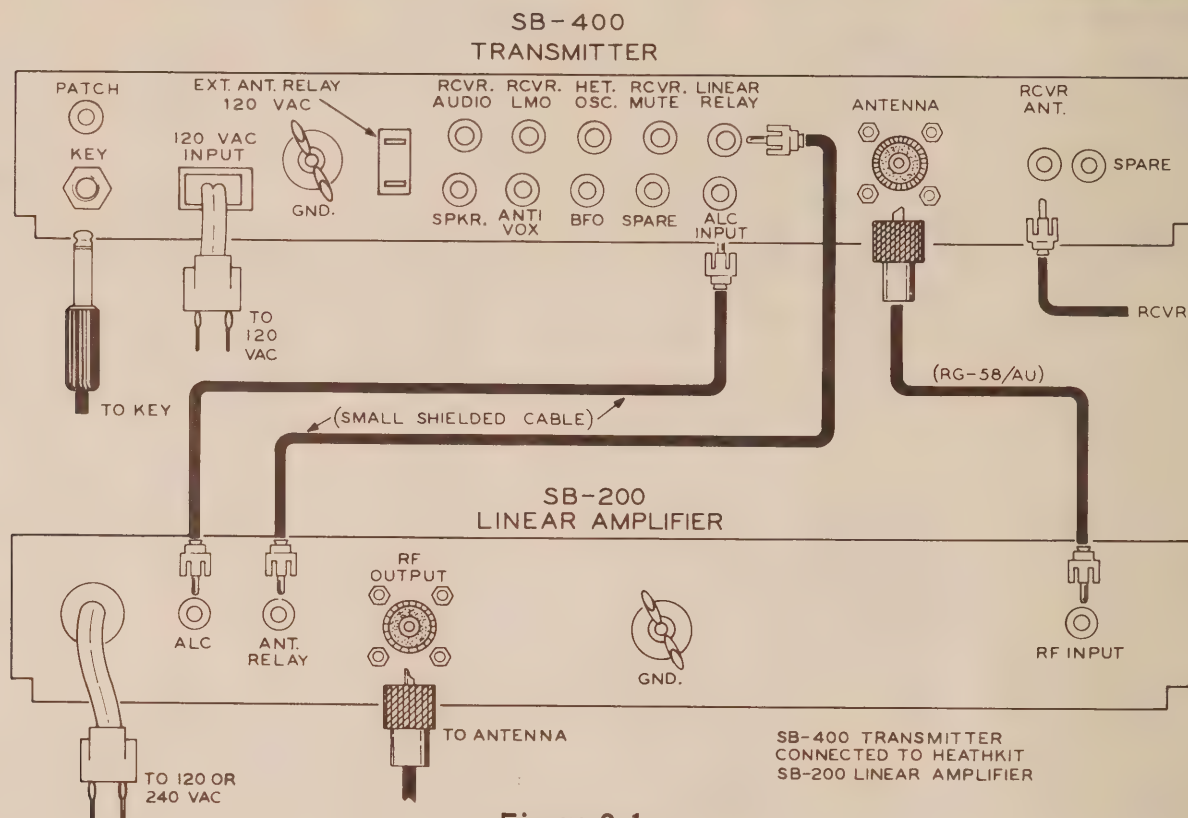 SB-400
TRANSMITTER
PATCH
KEY
EXT. ANT. RELAY
120 VAC
120 VAC
INPUT
GND.
RCVR.
AUDIO
RCVR.
LMO
HET.
OSC.
RCVR.
MUTE
LINEAR
RELAY
SPKR.
ANTI
VOX
BFO
SPARE
ALC
INPUT
ANTENNA
RCVR
ANT.
SPARE
TO
120
VAC
TO KEY
RCVR
(RG-58/AU)
(SMALL SHIELDED CABLE)
SB-200
LINEAR AMPLIFIER
ALC
ANT.
RELAY
RF
OUTPUT
GND.
RF INPUT
TO ANTENNA
TO 120 OR
240 VAC
SB-400 TRANSMITTER
CONNECTED TO HEATHKIT
SB-200 LINEAR AMPLIFIER